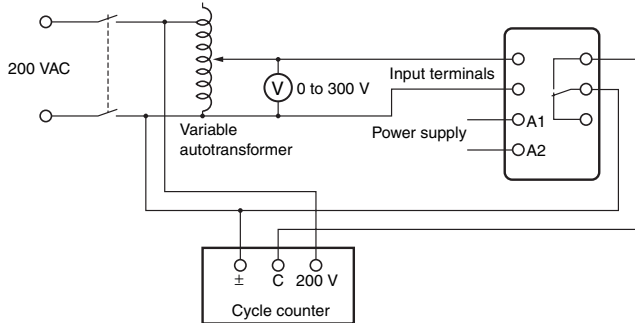 200 VAC
V
0 to 300 V
Input terminals
Variable
autotransformer
Power supply
A1
A2
± C 200 V
Cycle counter